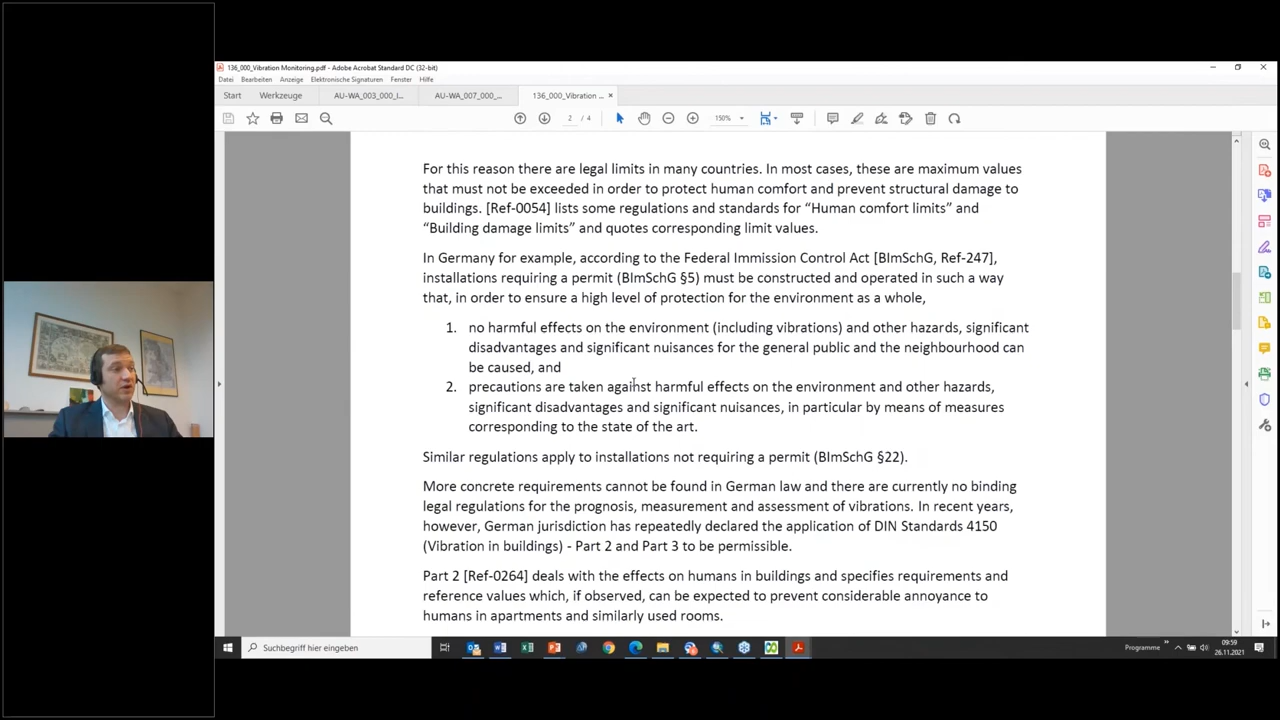 136_000_Vibration Monitoring.pdf - Adobe Acrobat Standard DC (32-bit)
Datei Bearbeiten Anzeige Elektronische Signaturen Fenster Hilfe
Start Werkzeuge AU-WA_003_000_I... AU-WA_007_000_... 136_000_Vibration ... ×
2 / 4 150%
For this reason there are legal limits in many countries. In most cases, these are maximum values
that must not be exceeded in order to protect human comfort and prevent structural damage to
buildings. [Ref-0054] lists some regulations and standards for “Human comfort limits” and
“Building damage limits” and quotes corresponding limit values.
In Germany for example, according to the Federal Immission Control Act [BImSchG, Ref-247],
installations requiring a permit (BImSchG §5) must be constructed and operated in such a way
that, in order to ensure a high level of protection for the environment as a whole,
1. no harmful effects on the environment (including vibrations) and other hazards, significant
disadvantages and significant nuisances for the general public and the neighbourhood can
be caused, and
2. precautions are taken against harmful effects on the environment and other hazards,
significant disadvantages and significant nuisances, in particular by means of measures
corresponding to the state of the art.
Similar regulations apply to installations not requiring a permit (BImSchG §22).
More concrete requirements cannot be found in German law and there are currently no binding
legal regulations for the prognosis, measurement and assessment of vibrations. In recent years,
however, German jurisdiction has repeatedly declared the application of DIN Standards 4150
(Vibration in buildings) - Part 2 and Part 3 to be permissible.
Part 2 [Ref-0264] deals with the effects on humans in buildings and specifies requirements and
reference values which, if observed, can be expected to prevent considerable annoyance to
humans in apartments and similarly used rooms.
Suchbegriff hier eingeben
Programme
09:59
26.11.2021